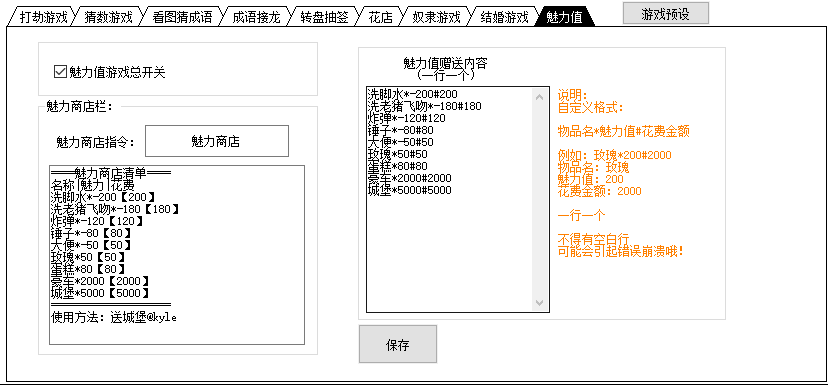 打劫游戏 猜数游戏 看图猜成语 成语接龙 转盘抽签 花店 奴隶游戏 结婚游戏 魅力值 游戏预设
魅力值游戏总开关
魅力商店栏：
魅力商店指令： 魅力商店
════魅力商店清单════
名称|魅力|花费
洗脚水*-200【200】
洗老猪飞吻*-180【180】
炸弹*-120【120】
锤子*-80【80】
大便*-50【50】
玫瑰*50【50】
蛋糕*80【80】
豪车*2000【2000】
城堡*5000【5000】
════════════════
使用方法：送城堡@kyle
魅力值赠送内容
（一行一个）
洗脚水*-200#200
洗老猪飞吻*-180#180
炸弹*-120#120
锤子*-80#80
大便*-50#50
玫瑰*50#50
蛋糕*80#80
豪车*2000#2000
城堡*5000#5000
说明：
自定义格式：
物品名*魅力值#花费金额
例如：玫瑰*200#2000
物品名：玫瑰
魅力值：200
花费金额：2000
一行一个
不得有空白行
可能会引起错误崩溃哦！
保存